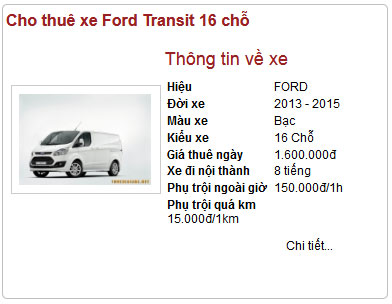 Cho thuê xe Ford Transit 16 chỗ
Thông tin về xe
Hiệu FORD
Đời xe 2013 - 2015
Màu xe Bạc
Kiểu xe 16 Chỗ
Giá thuê ngày 1.600.000đ
Xe đi nội thành 8 tiếng
Phụ trội ngoài giờ 150.000đ/1h
Phụ trội quá km
15.000đ/1km
Chi tiết...